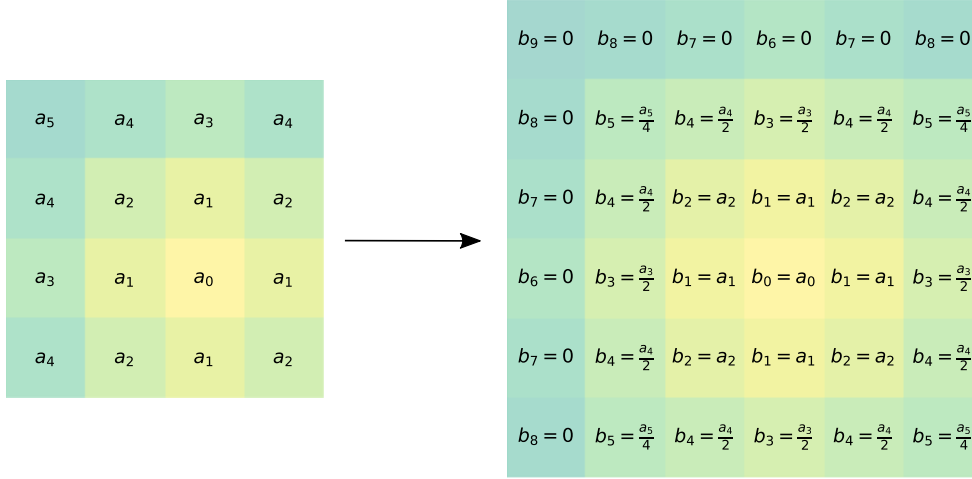 a₅ a₄ a₃ a₄
a₄ a₂ a₁ a₂
a₃ a₁ a₀ a₁
a₄ a₂ a₁ a₂
b₉ = 0 b₈ = 0 b₇ = 0 b₆ = 0 b₇ = 0 b₈ = 0
b₈ = 0 b₅ = a₅/4 b₄ = a₄/2 b₃ = a₃/2 b₄ = a₄/2 b₅ = a₅/4
b₇ = 0 b₄ = a₄/2 b₂ = a₂ b₁ = a₁ b₂ = a₂ b₄ = a₄/2
b₆ = 0 b₃ = a₃/2 b₁ = a₁ b₀ = a₀ b₁ = a₁ b₃ = a₃/2
b₇ = 0 b₄ = a₄/2 b₂ = a₂ b₁ = a₁ b₂ = a₂ b₄ = a₄/2
b₈ = 0 b₅ = a₅/4 b₄ = a₄/2 b₃ = a₃/2 b₄ = a₄/2 b₅ = a₅/4